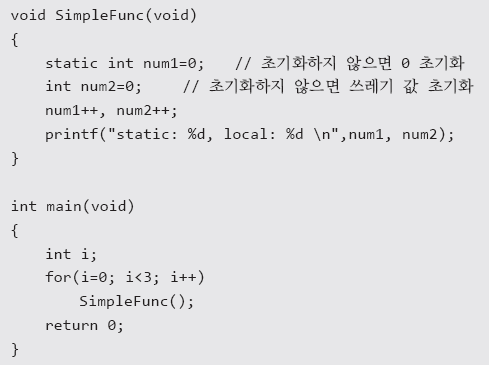 void SimpleFunc(void)
{
    static int num1=0;   // 초기화하지 않으면 0 초기화
    int num2=0;    // 초기화하지 않으면 쓰레기 값 초기화
    num1++, num2++;
    printf("static: %d, local: %d \n",num1, num2);
}

int main(void)
{
    int i;
    for(i=0; i<3; i++)
        SimpleFunc();
    return 0;
}